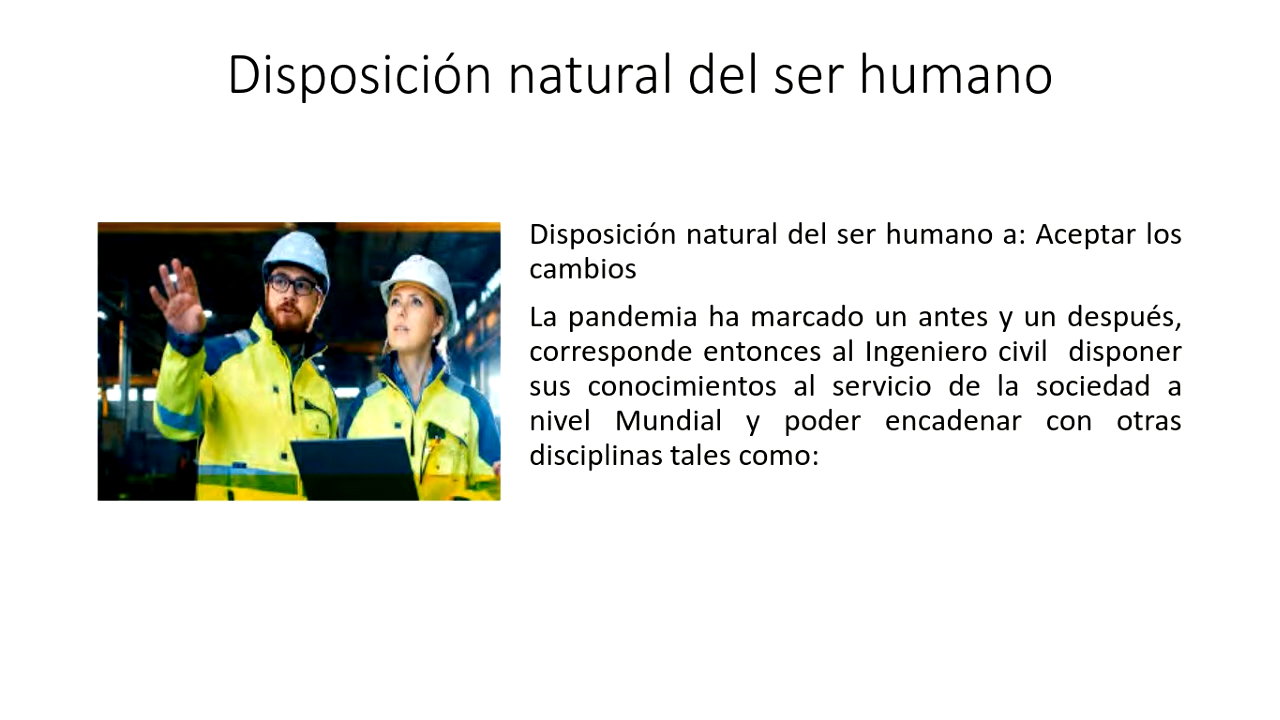 Disposición natural del ser humano
Disposición natural del ser humano a: Aceptar los
cambios
La pandemia ha marcado un antes y un después,
corresponde entonces al Ingeniero civil  disponer
sus conocimientos al servicio de la sociedad a
nivel Mundial y poder encadenar con otras
disciplinas tales como: